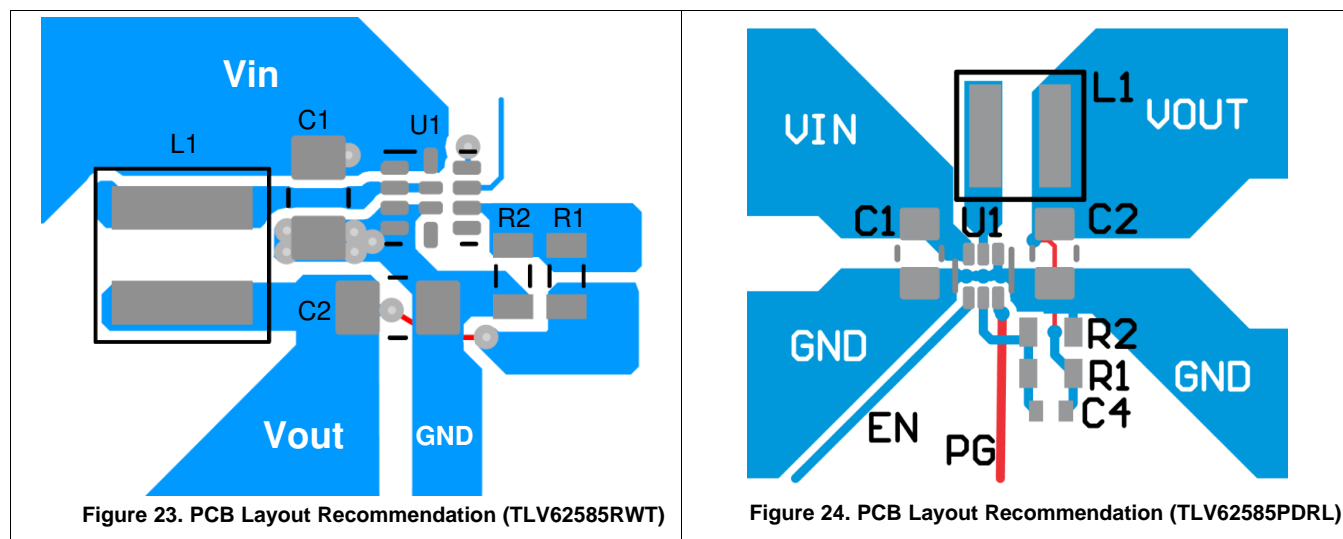 Vin
C1
U1
L1
R2 R1
C2
Vout
GND
Figure 23. PCB Layout Recommendation (TLV62585RWT)
L1
VIN
VOUT
C1
U1
C2
GND
R2
R1
GND
C4
EN
PG
Figure 24. PCB Layout Recommendation (TLV62585PDRL)